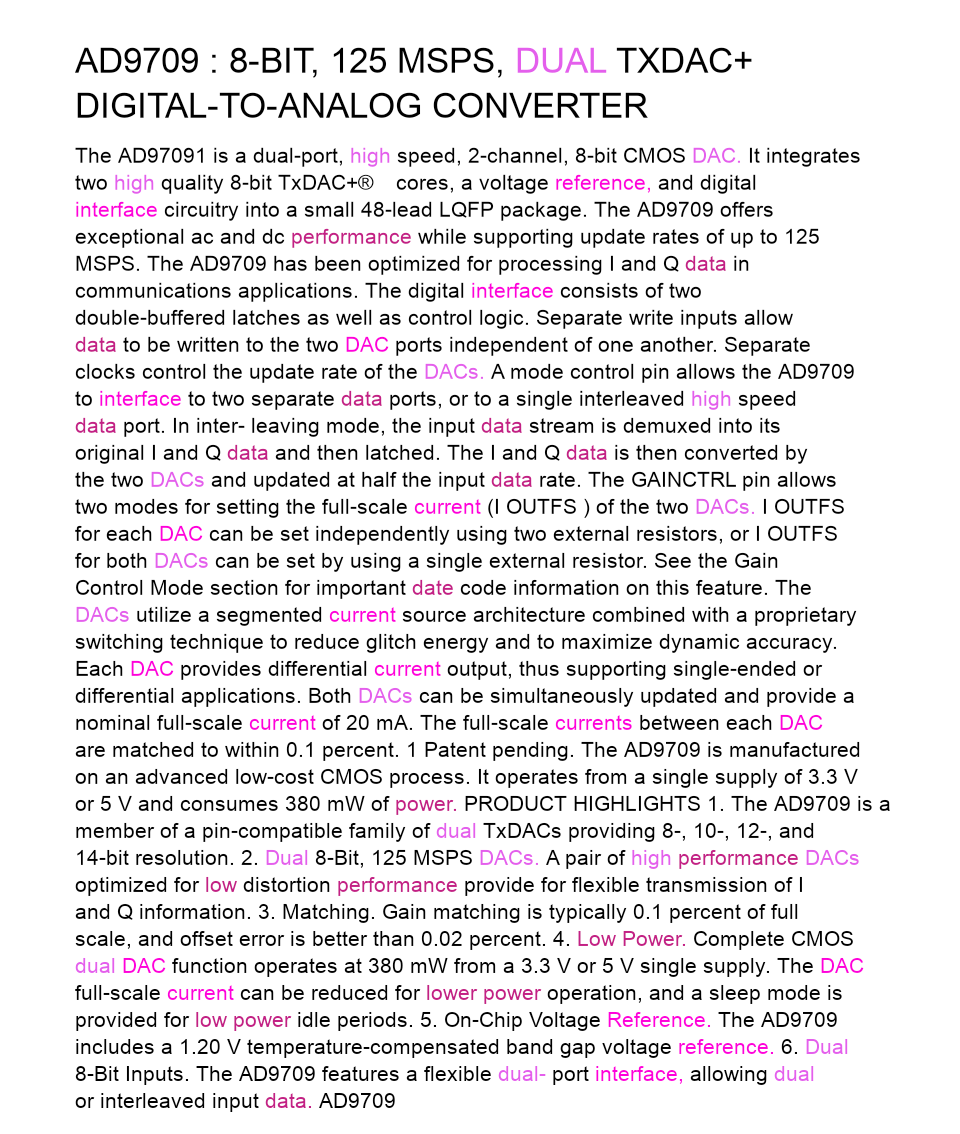 AD9709 : 8-BIT, 125 MSPS, DUAL TXDAC+
DIGITAL-TO-ANALOG CONVERTER
The AD97091 is a dual-port, high speed, 2-channel, 8-bit CMOS DAC. It integrates
two high quality 8-bit TxDAC+® cores, a voltage reference, and digital
interface circuitry into a small 48-lead LQFP package. The AD9709 offers
exceptional ac and dc performance while supporting update rates of up to 125
MSPS. The AD9709 has been optimized for processing I and Q data in
communications applications. The digital interface consists of two
double-buffered latches as well as control logic. Separate write inputs allow
data to be written to the two DAC ports independent of one another. Separate
clocks control the update rate of the DACs. A mode control pin allows the AD9709
to interface to two separate data ports, or to a single interleaved high speed
data port. In inter- leaving mode, the input data stream is demuxed into its
original I and Q data and then latched. The I and Q data is then converted by
the two DACs and updated at half the input data rate. The GAINCTRL pin allows
two modes for setting the full-scale current (I OUTFS ) of the two DACs. I OUTFS
for each DAC can be set independently using two external resistors, or I OUTFS
for both DACs can be set by using a single external resistor. See the Gain
Control Mode section for important date code information on this feature. The
DACs utilize a segmented current source architecture combined with a proprietary
switching technique to reduce glitch energy and to maximize dynamic accuracy.
Each DAC provides differential current output, thus supporting single-ended or
differential applications. Both DACs can be simultaneously updated and provide a
nominal full-scale current of 20 mA. The full-scale currents between each DAC
are matched to within 0.1 percent. 1 Patent pending. The AD9709 is manufactured
on an advanced low-cost CMOS process. It operates from a single supply of 3.3 V
or 5 V and consumes 380 mW of power. PRODUCT HIGHLIGHTS 1. The AD9709 is a
member of a pin-compatible family of dual TxDACs providing 8-, 10-, 12-, and
14-bit resolution. 2. Dual 8-Bit, 125 MSPS DACs. A pair of high performance DACs
optimized for low distortion performance provide for flexible transmission of I
and Q information. 3. Matching. Gain matching is typically 0.1 percent of full
scale, and offset error is better than 0.02 percent. 4. Low Power. Complete CMOS
dual DAC function operates at 380 mW from a 3.3 V or 5 V single supply. The DAC
full-scale current can be reduced for lower power operation, and a sleep mode is
provided for low power idle periods. 5. On-Chip Voltage Reference. The AD9709
includes a 1.20 V temperature-compensated band gap voltage reference. 6. Dual
8-Bit Inputs. The AD9709 features a flexible dual- port interface, allowing dual
or interleaved input data. AD9709